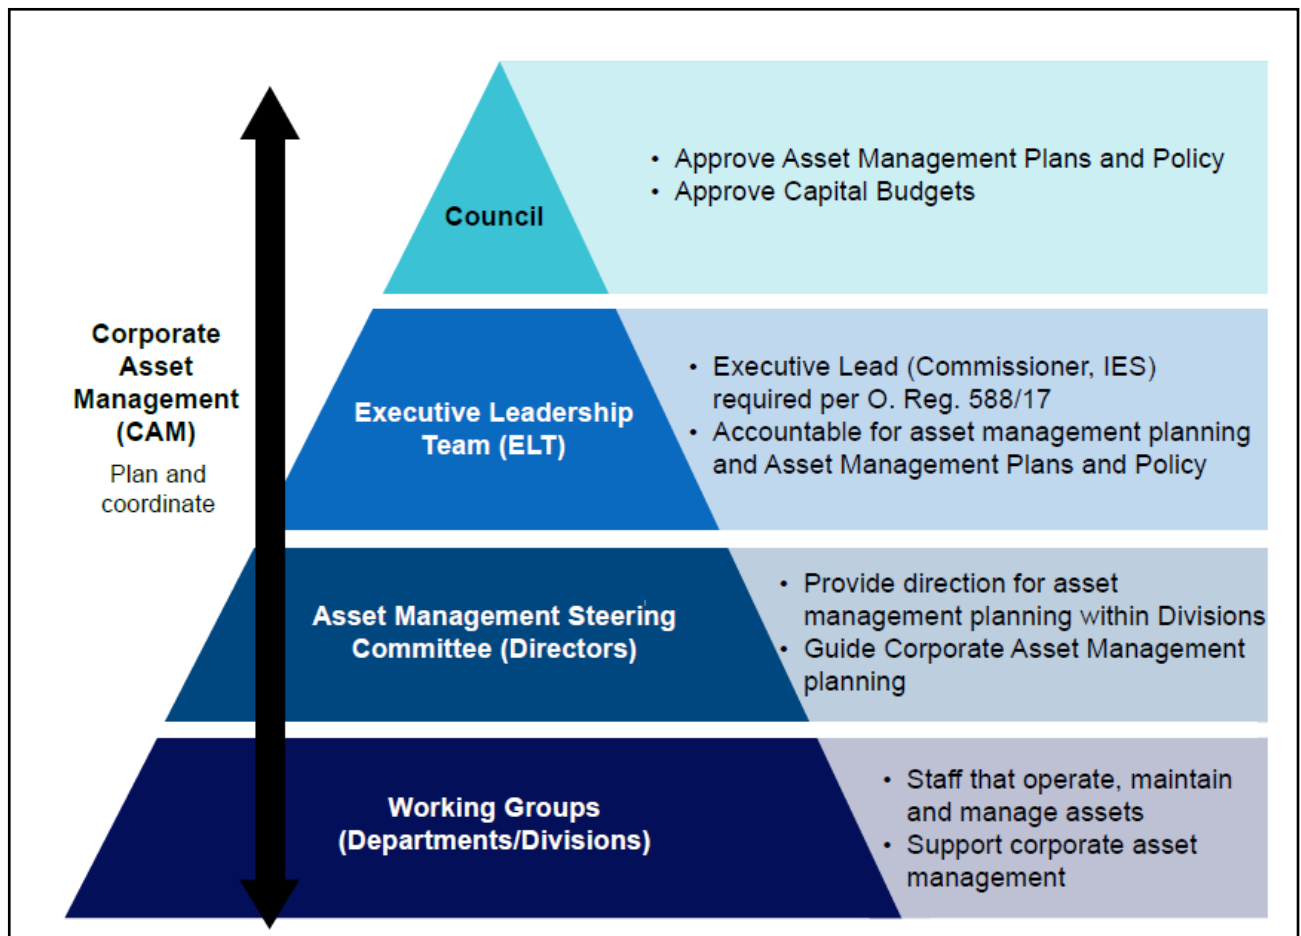 Corporate
Asset
Management
(CAM)
Plan and
coordinate
Council
• Approve Asset Management Plans and Policy
• Approve Capital Budgets
Executive Leadership
Team (ELT)
• Executive Lead (Commissioner, IES)
required per O. Reg. 588/17
• Accountable for asset management planning
and Asset Management Plans and Policy
Asset Management Steering
Committee (Directors)
• Provide direction for asset
management planning within Divisions
• Guide Corporate Asset Management
planning
Working Groups
(Departments/Divisions)
• Staff that operate, maintain
and manage assets
• Support corporate asset
management